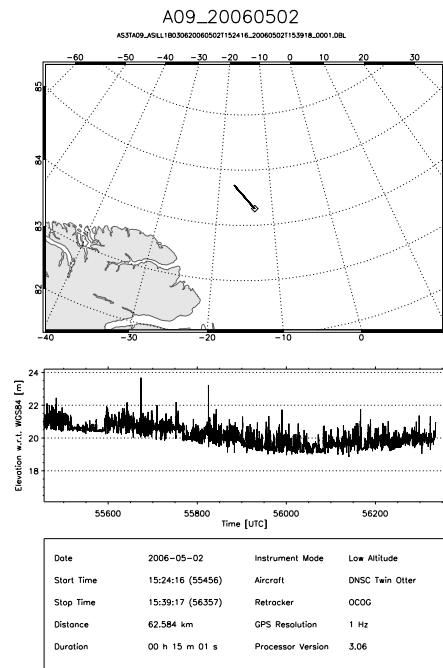 A09_20060502
AS3TA09_ASIL1B030620060502T152416_20060502T153918_0001.DBL
-60 -50 -40 -30 -20 -10 0 10 20 30
85
84
83
82
-40 -30 -20 -10 0
Elevation w.r.t. WGS84 [m]
24
22
20
18
55600 55800 56000 56200
Time [UTC]
Date 2006-05-02 Instrument Mode Low Altitude
Start Time 15:24:16 (55456) Aircraft DNSC Twin Otter
Stop Time 15:39:17 (56357) Retracker OCOG
Distance 62.584 km GPS Resolution 1 Hz
Duration 00 h 15 m 01 s Processor Version 3.06